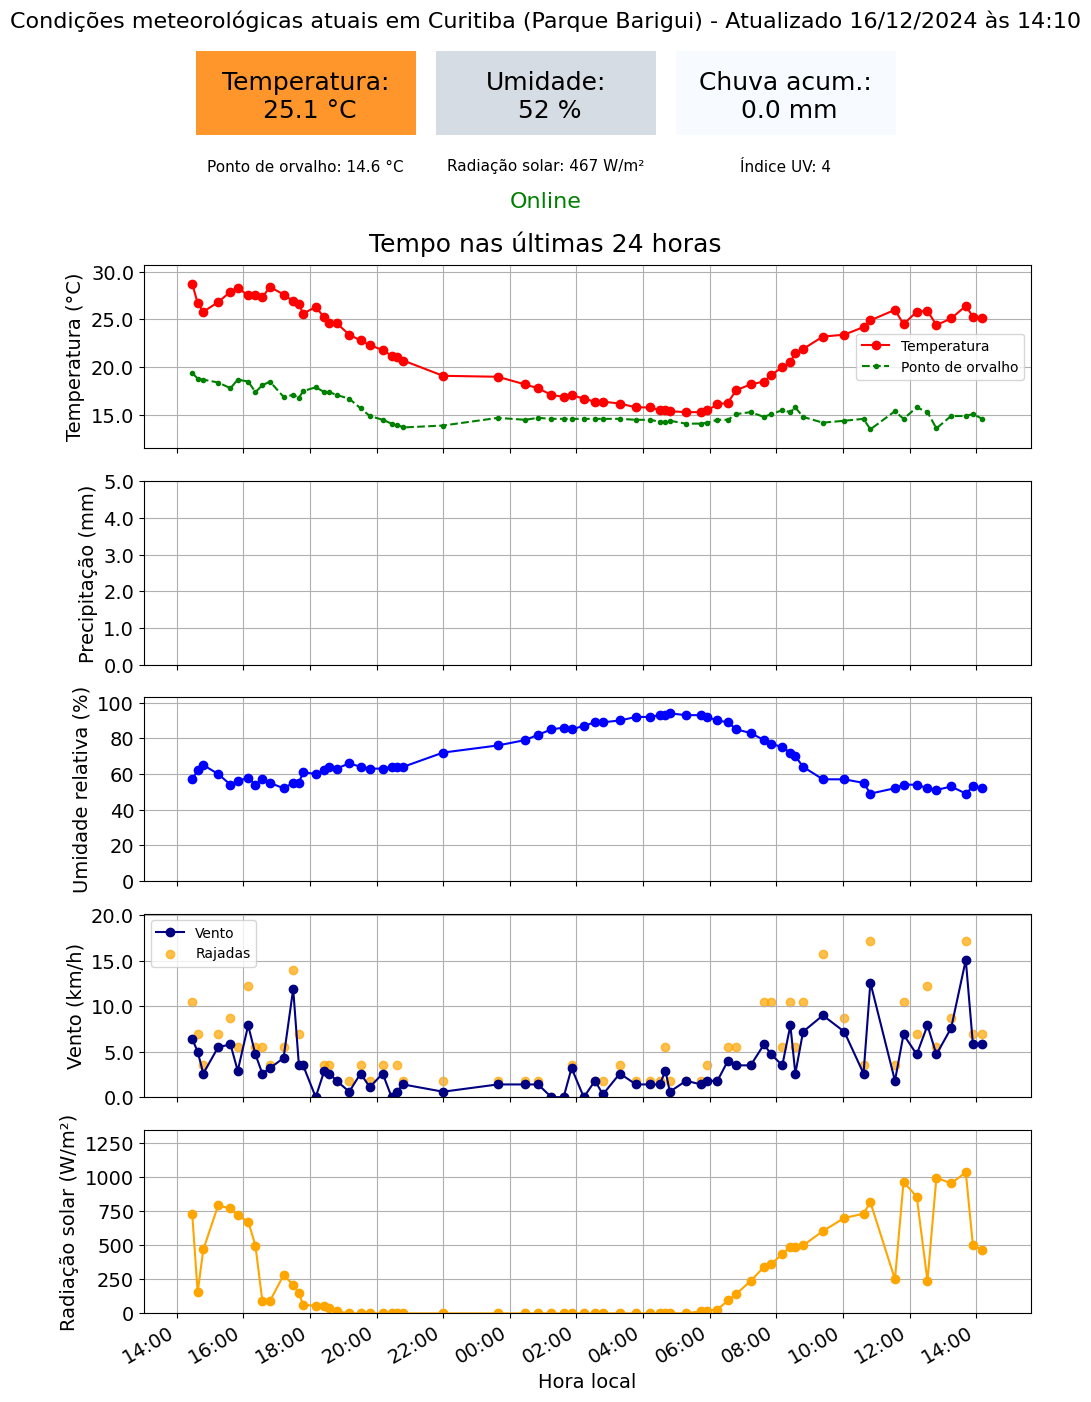 Condições meteorológicas atuais em Curitiba (Parque Barigui) - Atualizado 16/12/2024 às 14:10
Temperatura:
25.1 °C
Umidade:
52 %
Chuva acum.:
0.0 mm
Ponto de orvalho: 14.6 °C
Radiação solar: 467 W/m²
Índice UV: 4
Online
Tempo nas últimas 24 horas
Temperatura (°C)
30.0
25.0
20.0
15.0
Temperatura
Ponto de orvalho
Precipitação (mm)
5.0
4.0
3.0
2.0
1.0
0.0
Umidade relativa (%)
100
80
60
40
20
0
Vento (km/h)
20.0
15.0
10.0
5.0
0.0
Vento
Rajadas
Radiação solar (W/m²)
1250
1000
750
500
250
0
14:00
16:00
18:00
20:00
22:00
00:00
02:00
04:00
06:00
08:00
10:00
12:00
14:00
Hora local